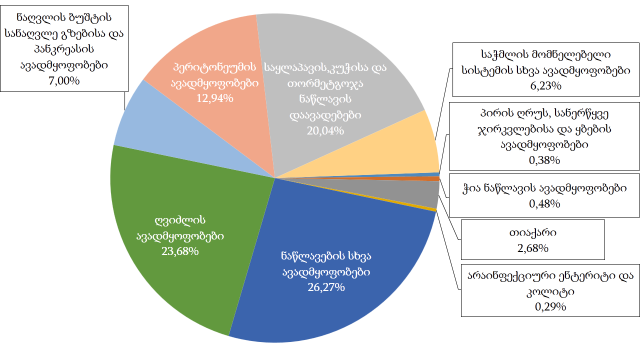 ნაღვლის ბუშტის
სანაღვლე გზებისა და
პანკრეასის
ავადმყოფობები
7,00%
პერიტონეუმის
ავადმყოფობები
12,94%
საყლაპავის,კუჭისა და
თორმეტგოჯა
ნაწლავის
დაავადებები
20,04%
საჭმლის მომნელებელი
სისტემის სხვა ავადმყოფობები
6,23%
პირის ღრუს, სანერწყვე
ჯირკვლებისა და ყბების
ავადმყოფობები
0,38%
ჭია ნაწლავის ავადმყოფობები
0,48%
თიაქარი
2,68%
არაინფექციური ენტერიტი და
კოლიტი
0,29%
ნაწლავების სხვა
ავადმყოფობები
26,27%
ღვიძლის
ავადმყოფობები
23,68%